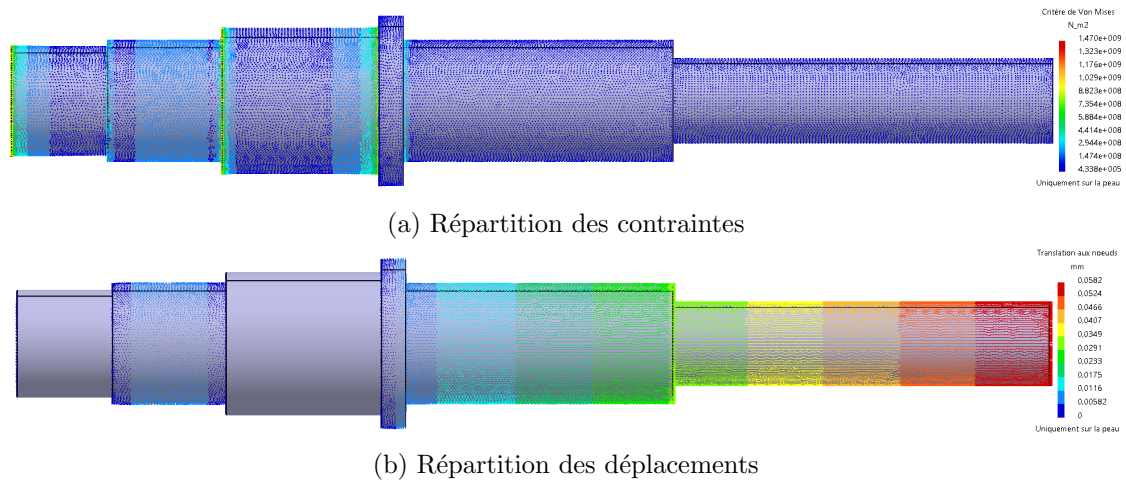 Critère de Von Mises
N_m2
1,470e+009
1,323e+009
1,176e+009
1,029e+009
8,823e+008
7,354e+008
5,884e+008
4,414e+008
2,944e+008
1,474e+008
4,338e+005
Uniquement sur la peau
(a) Répartition des contraintes
Translation aux noeuds
mm
0,0582
0,0524
0,0466
0,0407
0,0349
0,0291
0,0233
0,0175
0,0116
0,00582
0
Uniquement sur la peau
(b) Répartition des déplacements